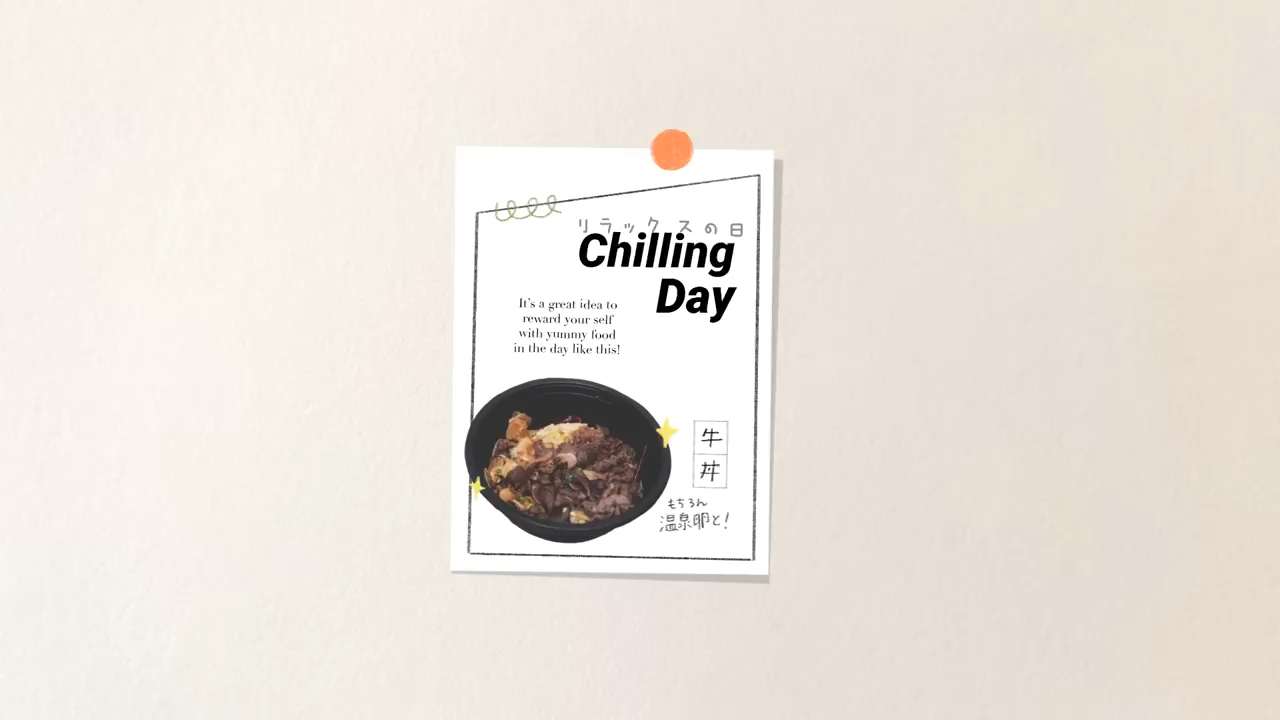 リラックスの日
Chilling
Day
It's a great idea to
reward your self
with yummy food
in the day like this!
牛
丼
もちろん
温泉卵と!